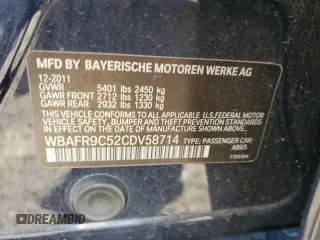 MFD BY BAYERISCHE MOTOREN WERKE AG
12-2011
GVWR 5401 lbs 2450 kg
GAWR FRONT 2712 lbs 1230 kg
GAWR REAR 2932 lbs 1330 kg
THIS VEHICLE CONFORMS TO ALL APPLICABLE
FEDERAL MOTOR VEHICLE SAFETY, BUMPER, AND
THEFT PREVENTION STANDARDS IN EFFECT ON
THE DATE OF MANUFACTURE SHOWN ABOVE.
WBAFR9C52CDV58714 TYPE: PASSENGER CAR
BIDFAX.INFO